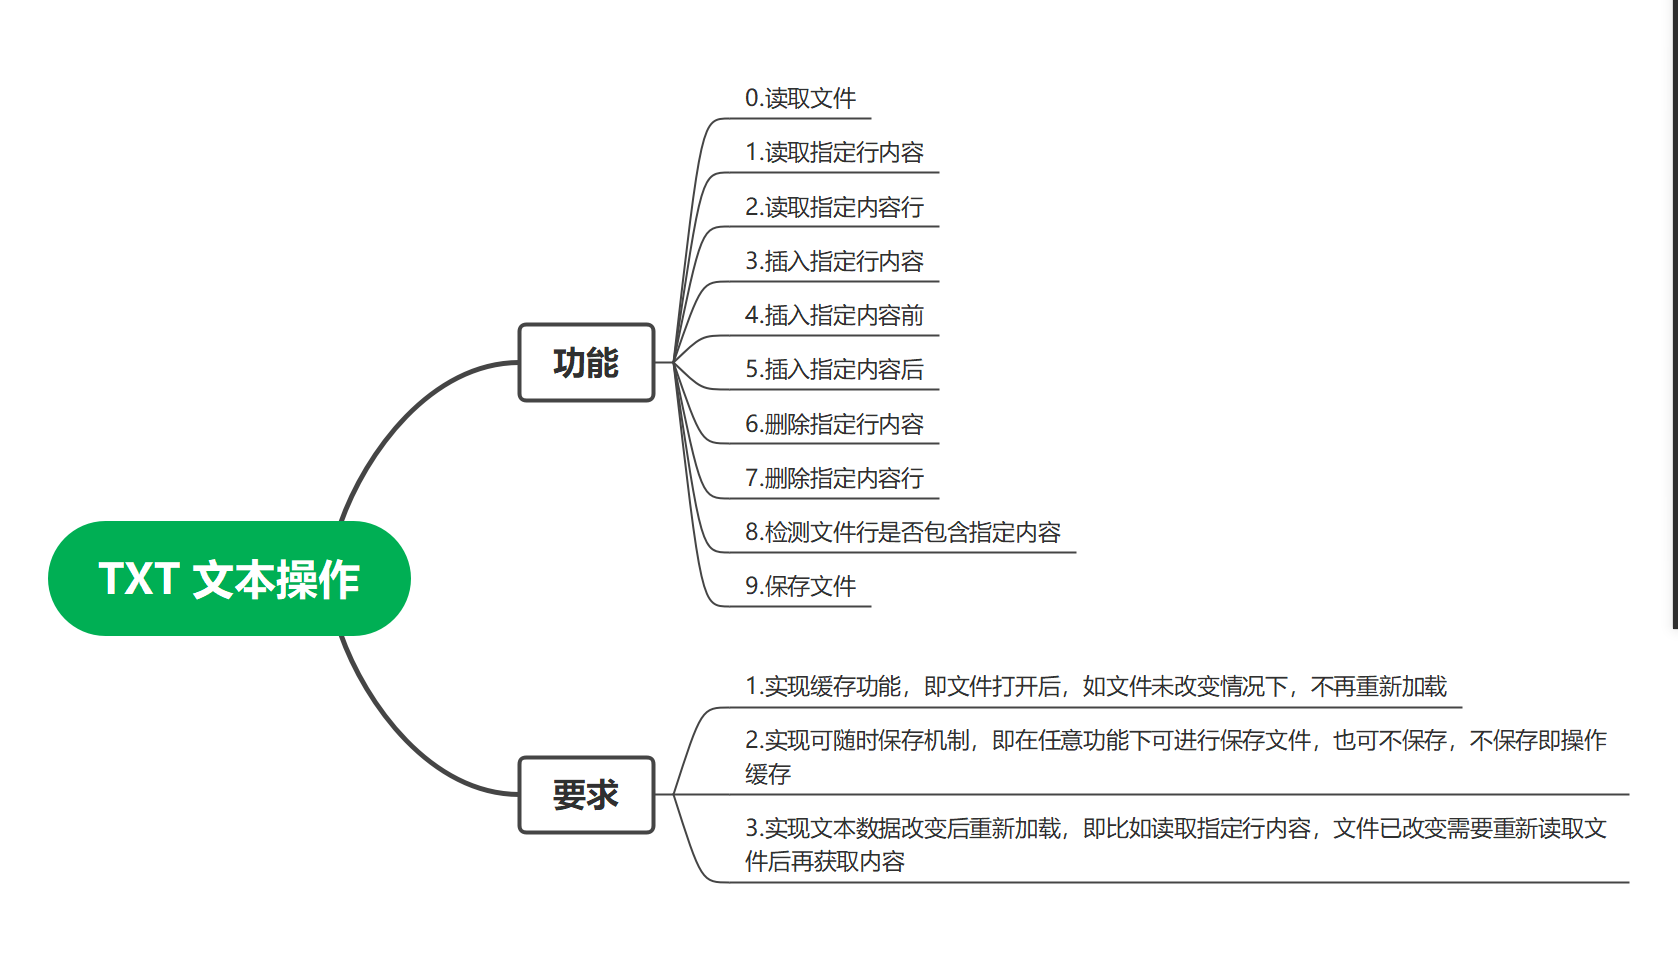 TXT 文本操作
功能
0.读取文件
1.读取指定行内容
2.读取指定内容行
3.插入指定行内容
4.插入指定内容前
5.插入指定内容后
6.删除指定行内容
7.删除指定内容行
8.检测文件行是否包含指定内容
9.保存文件
要求
1.实现缓存功能，即文件打开后，如文件未改变情况下，不再重新加载
2.实现可随时保存机制，即在任意功能下可进行保存文件，也可不保存，不保存即操作
缓存
3.实现文本数据改变后重新加载，即比如读取指定行内容，文件已改变需要重新读取文
件后再获取内容